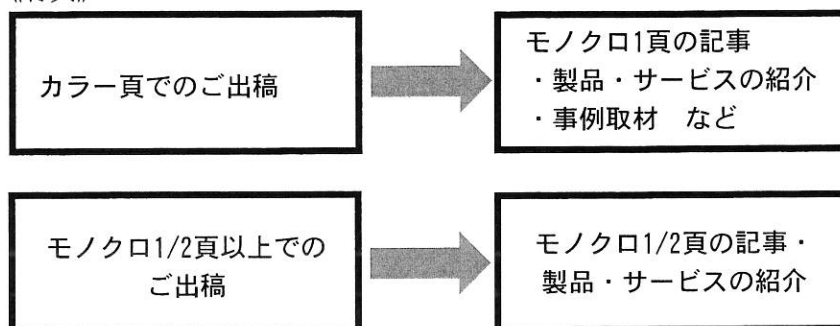 カラー頁でのご出稿
モノクロ1頁の記事
・製品・サービスの紹介
・事例取材　など
モノクロ1/2頁以上での
ご出稿
モノクロ1/2頁の記事・
製品・サービスの紹介